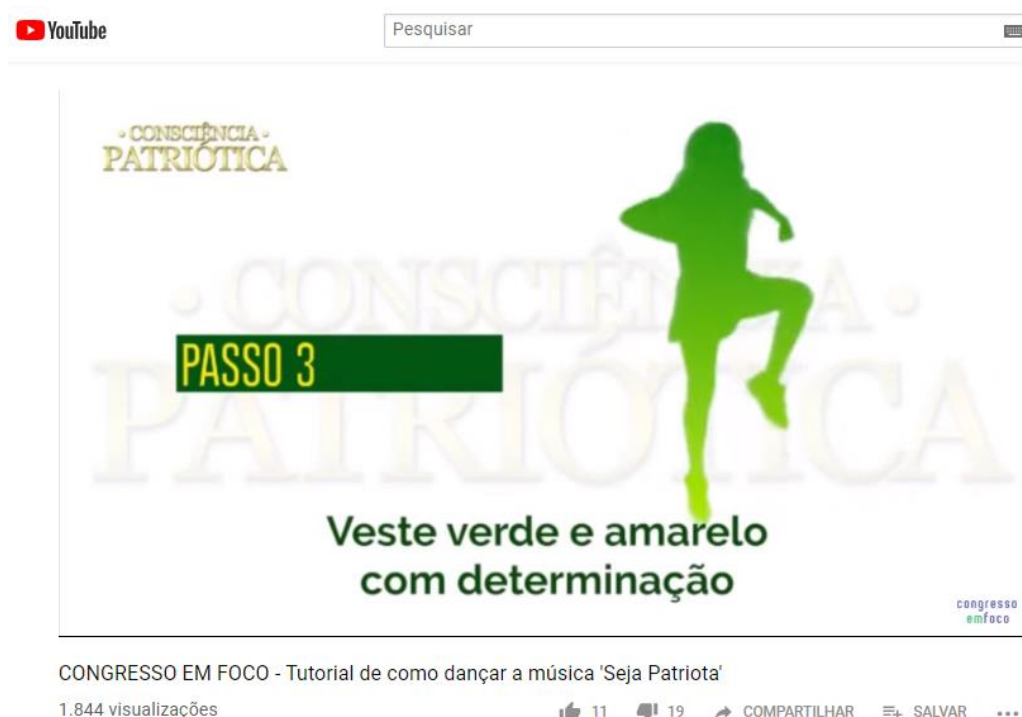 YouTube
Pesquisar
· CONSCIÊNCIA ·
PATRIÓTICA
· CONSCIÊNCIA ·
PATRIÓTICA
PASSO 3
Veste verde e amarelo
com determinação
congresso
emfoco
CONGRESSO EM FOCO - Tutorial de como dançar a música 'Seja Patriota'
1.844 visualizações 11 19 COMPARTILHAR SALVAR